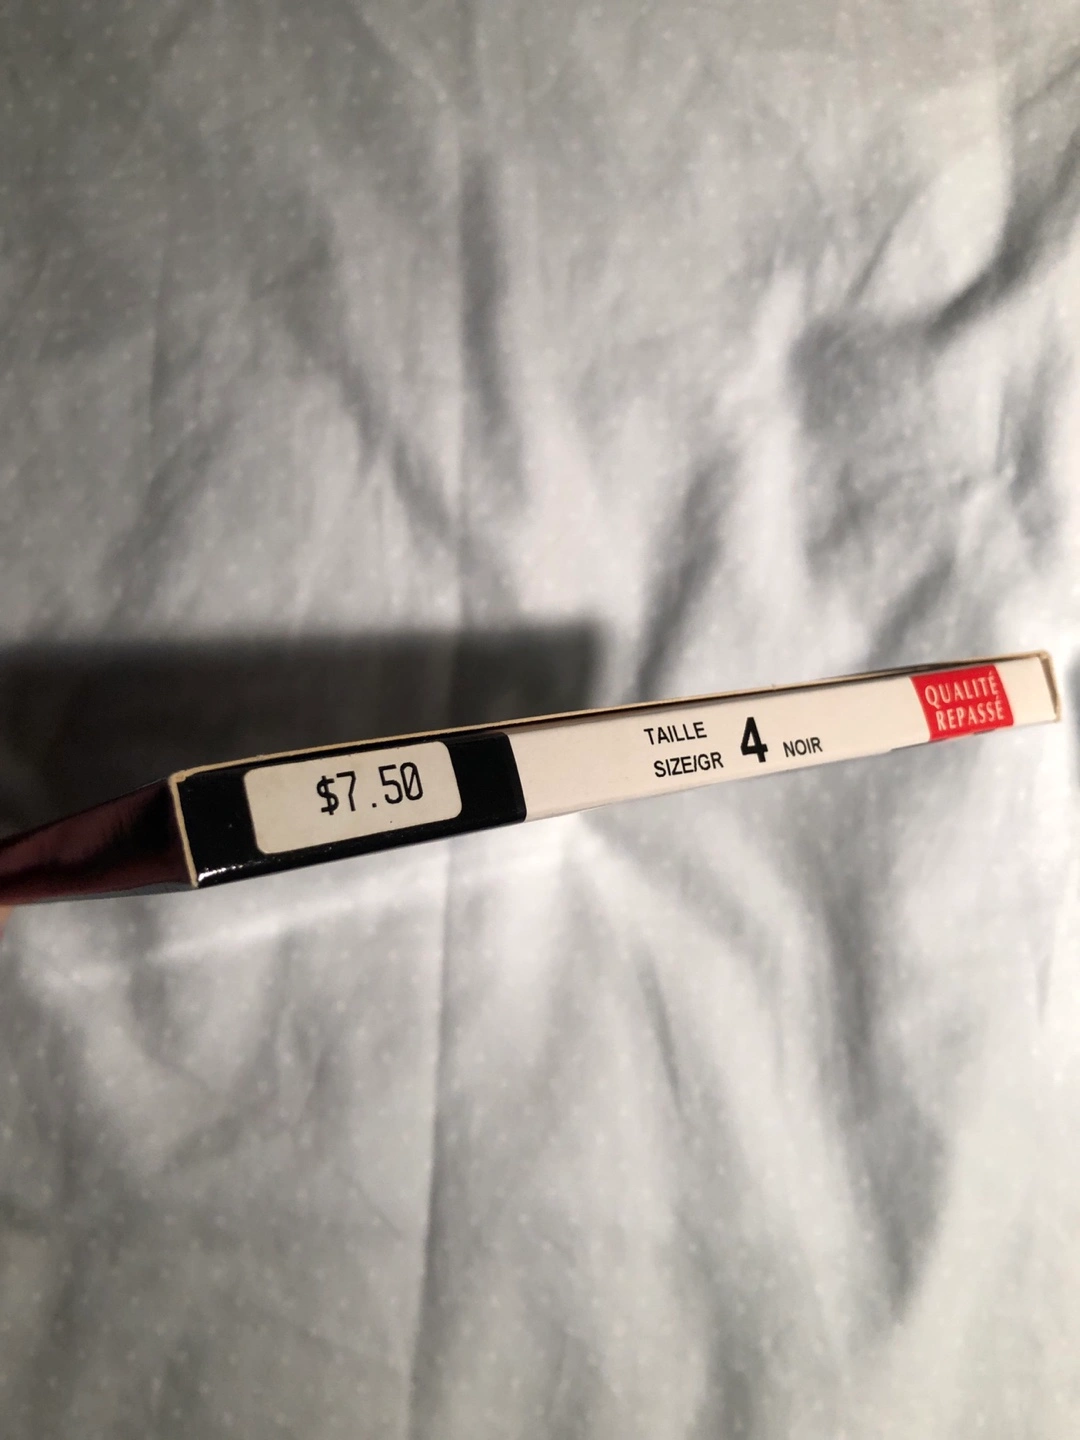 $7.50
TAILLE
SIZE/GR 4 NOIR
QUALITÉ
REPASSÉ